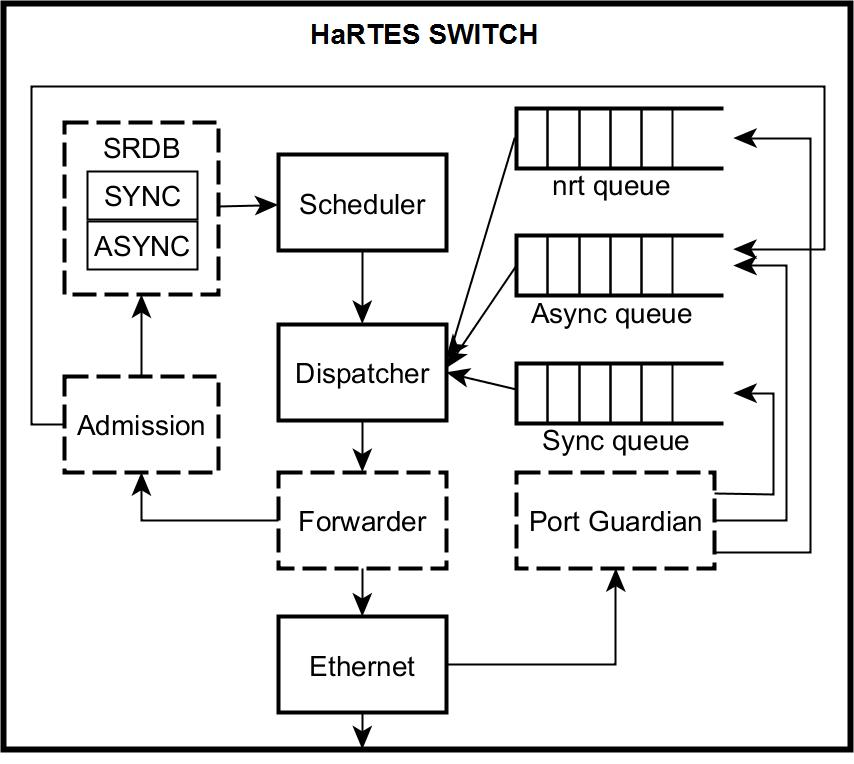 HaRTES SWITCH
SRDB
SYNC
ASYNC
Scheduler
nrt queue
Async queue
Dispatcher
Admission
Sync queue
Forwarder
Port Guardian
Ethernet